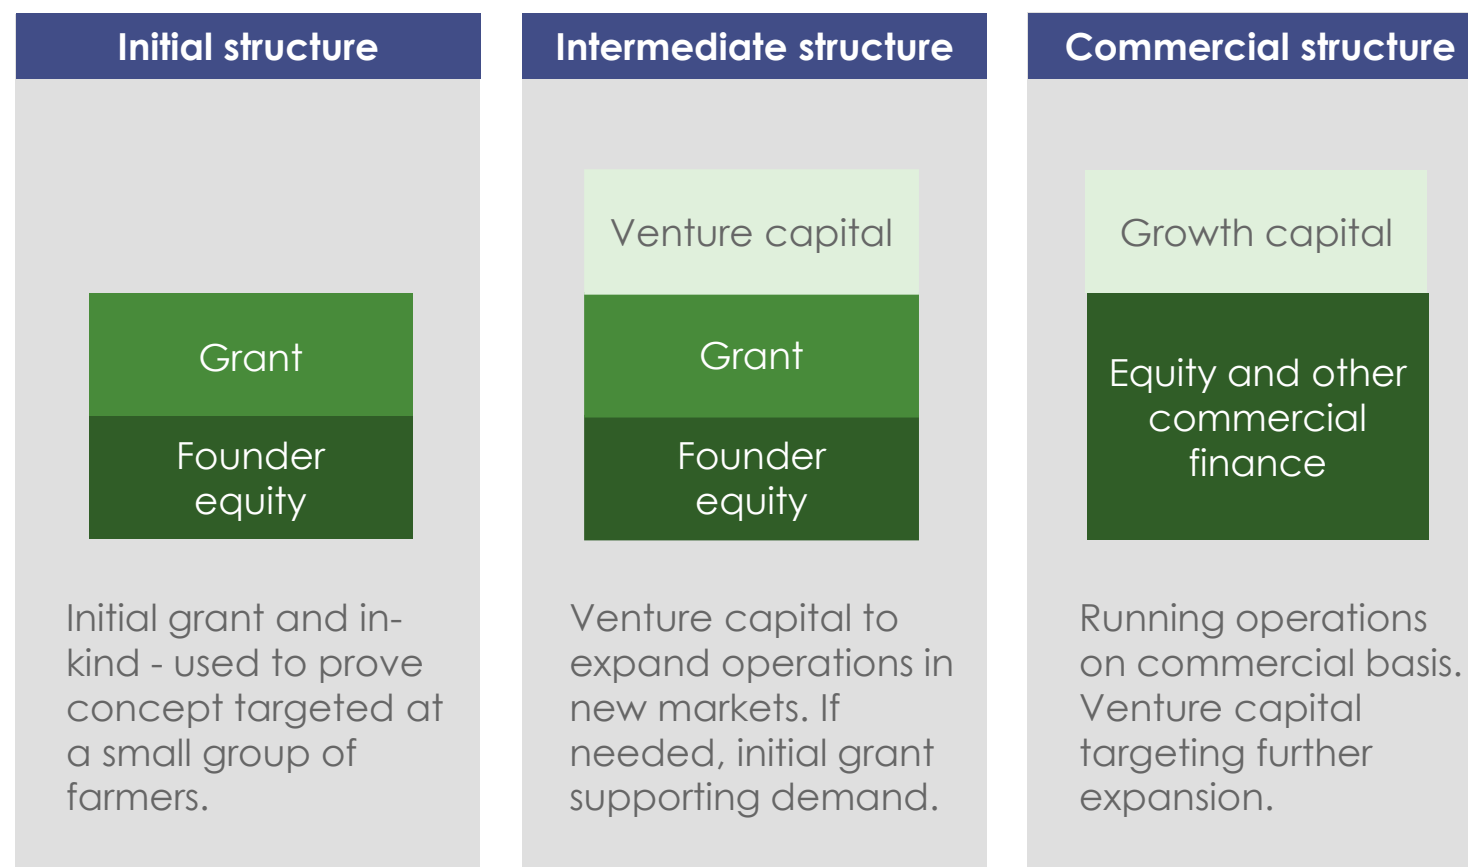 Initial structure
Grant
Founder
equity
Initial grant and in-
kind - used to prove
concept targeted at
a small group of
farmers.
Intermediate structure
Venture capital
Grant
Founder
equity
Venture capital to
expand operations in
new markets. If
needed, initial grant
supporting demand.
Commercial structure
Growth capital
Equity and other
commercial
finance
Running operations
on commercial basis.
Venture capital
targeting further
expansion.